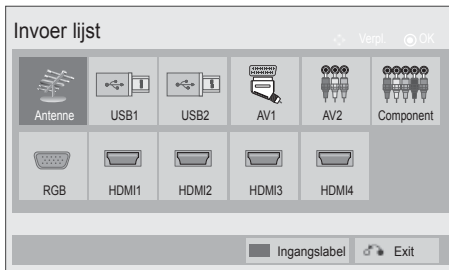 Invoer lijst
Verpl. OK
Antenne USB1 USB2 AV1 AV2 Component
RGB HDMI1 HDMI2 HDMI3 HDMI4
Ingangslabel Exit